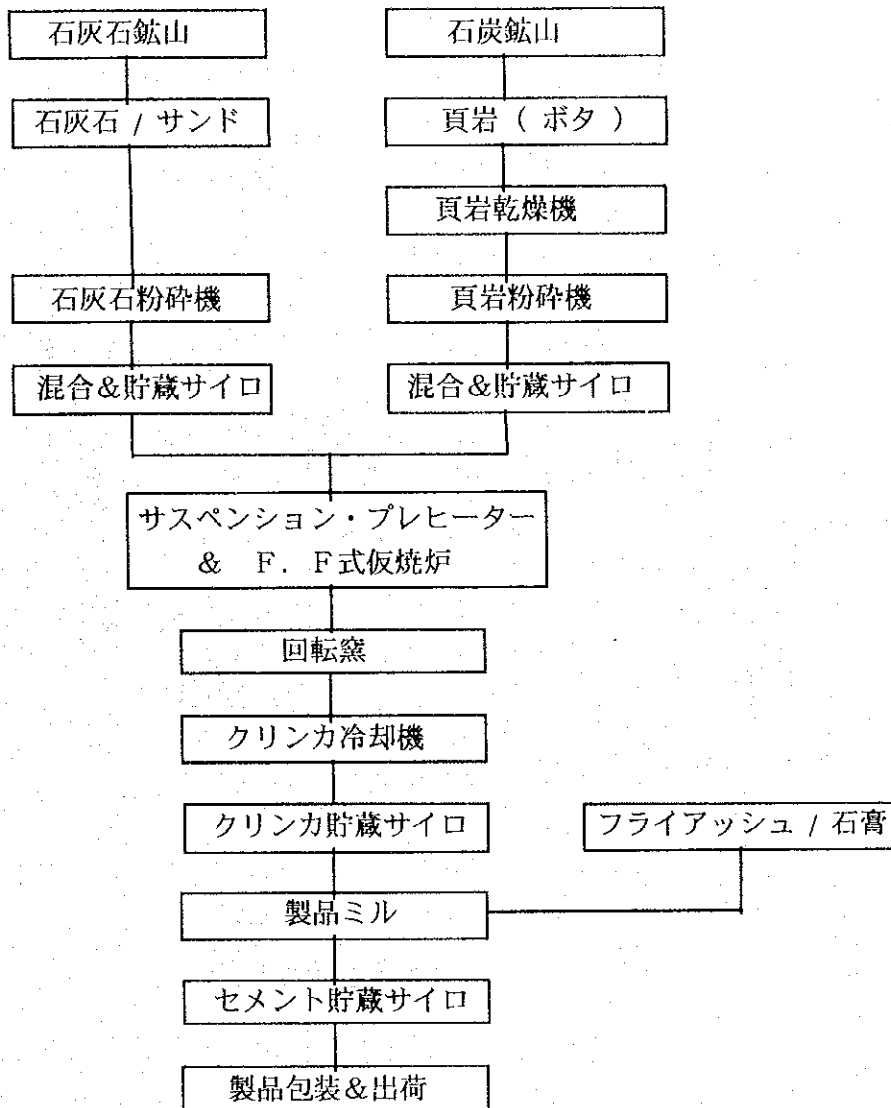 石灰石鉱山
石炭鉱山
石灰石 / サンド
頁岩 ( ボタ )
頁岩乾燥機
石灰石粉砕機
頁岩粉砕機
混合&貯蔵サイロ
混合&貯蔵サイロ
サスペンション・プレヒーター
& F. F式仮焼炉
回転窯
クリンカ冷却機
クリンカ貯蔵サイロ
フライアッシュ / 石膏
製品ミル
セメント貯蔵サイロ
製品包装&出荷